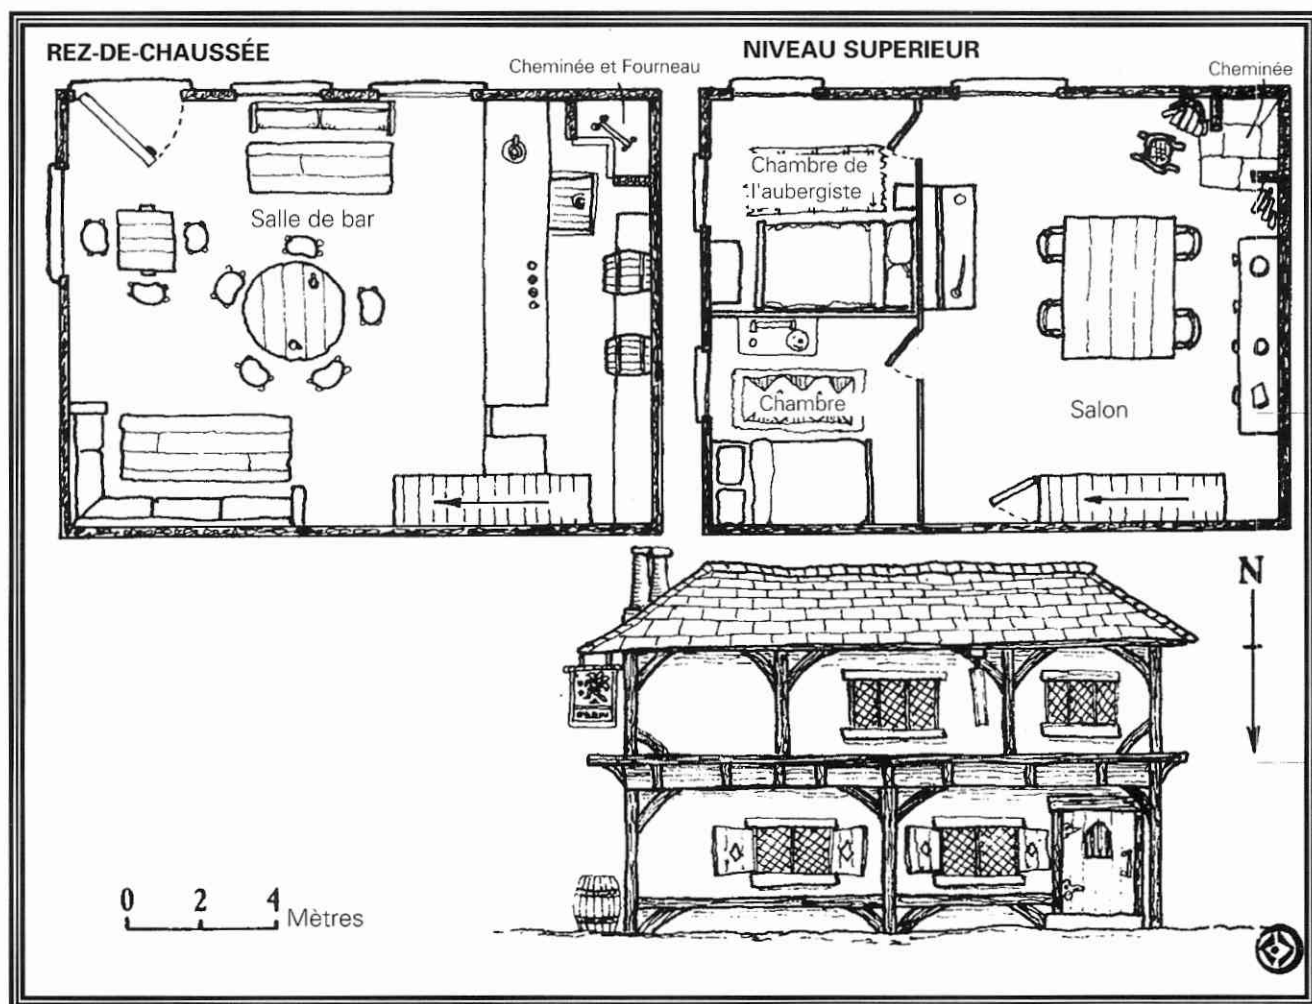 REZ-DE-CHAUSSÉE
Cheminée et Fourneau
Salle de bar
NIVEAU SUPERIEUR
Cheminée
Chambre de
l'aubergiste
Chambre
Salon
N
0 2 4 Mètres